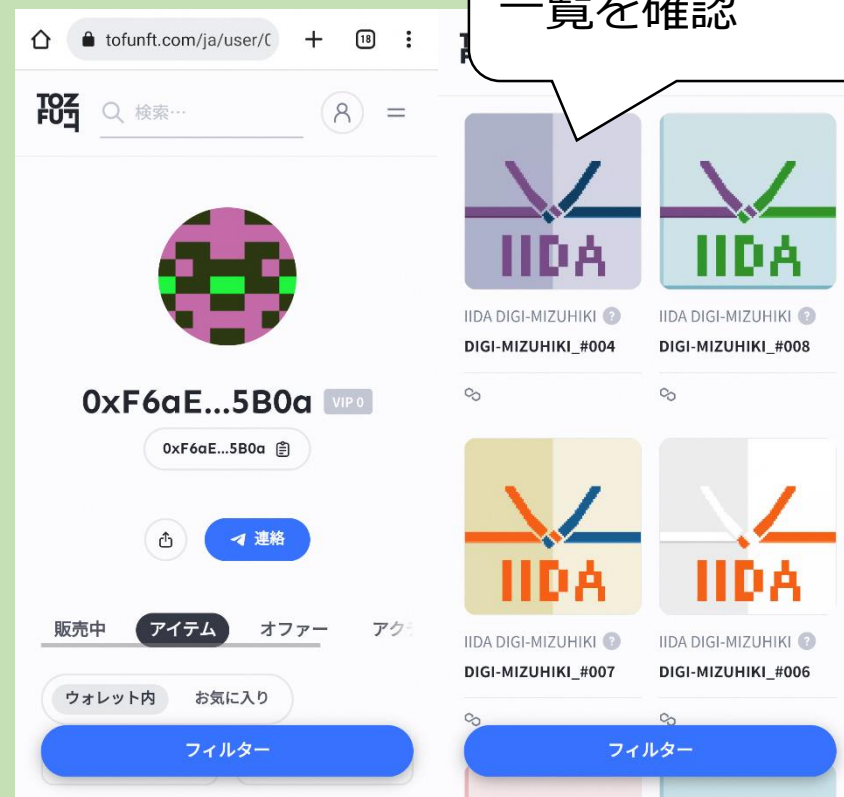 一覧を確認
tofunft.com/ja/user/0
18
TOZ
FUИ
検索…
0xF6aE...5B0a VIP 0
0xF6aE...5B0a
連絡
販売中 アイテム オファー アク
ウォレット内 お気に入り
フィルター
IIDA
IIDA DIGI-MIZUHIKI ?
DIGI-MIZUHIKI_#004
IIDA
IIDA DIGI-MIZUHIKI ?
DIGI-MIZUHIKI_#008
IIDA
IIDA DIGI-MIZUHIKI ?
DIGI-MIZUHIKI_#007
IIDA
IIDA DIGI-MIZUHIKI ?
DIGI-MIZUHIKI_#006
フィルター